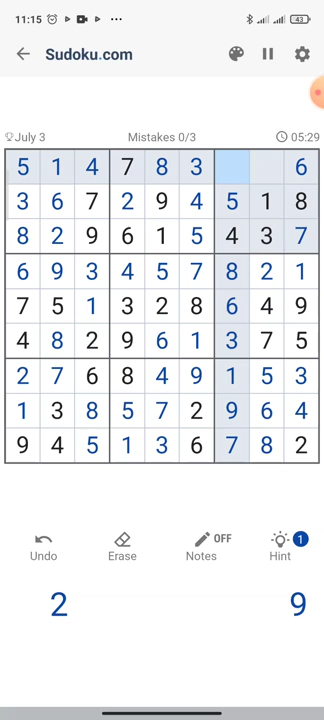 11:15 43
Sudoku.com
July 3 Mistakes 0/3 05:29
5 1 4 7 8 3 6
3 6 7 2 9 4 5 1 8
8 2 9 6 1 5 4 3 7
6 9 3 4 5 7 8 2 1
7 5 1 3 2 8 6 4 9
4 8 2 9 6 1 3 7 5
2 7 6 8 4 9 1 5 3
1 3 8 5 7 2 9 6 4
9 4 5 1 3 6 7 8 2
OFF 1
Undo Erase Notes Hint
2 9